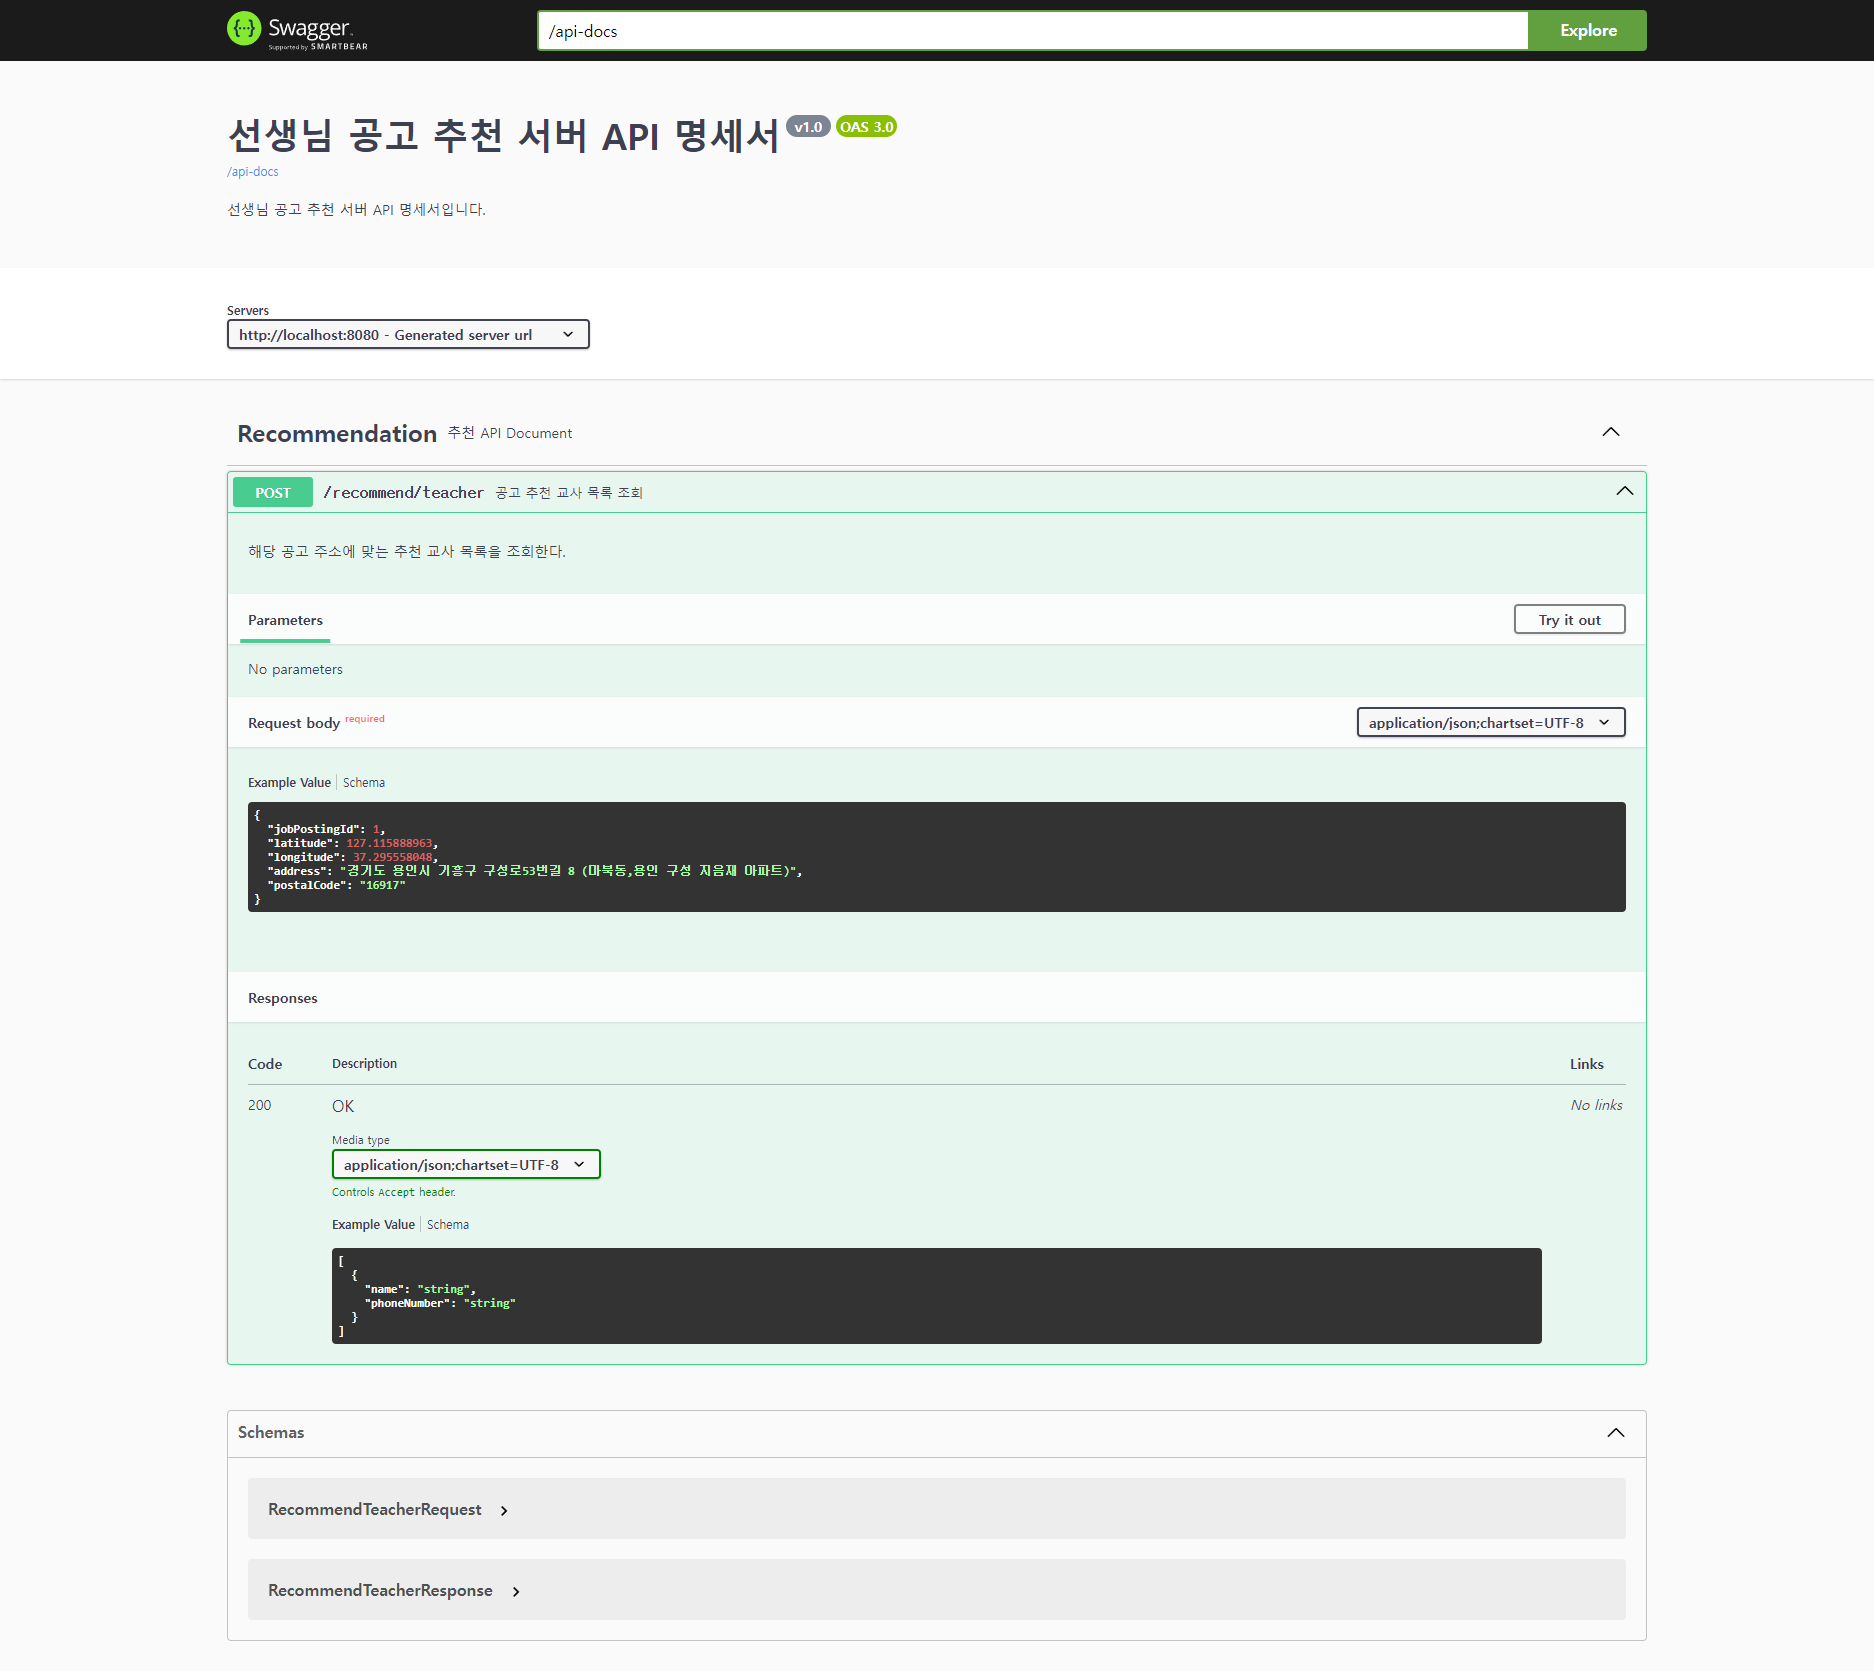 Swagger
Supported by SMARTBEAR
/api-docs
Explore
선생님 공고 추천 서버 API 명세서 v1.0 OAS 3.0
/api-docs
선생님 공고 추천 서버 API 명세서입니다.
Servers
http://localhost:8080 - Generated server url
Recommendation 추천 API Document
POST /recommend/teacher 공고 추천 교사 목록 조회
해당 공고 주소에 맞는 추천 교사 목록을 조회한다.
Parameters
Try it out
No parameters
Request body required
application/json;chartset=UTF-8
Example Value Schema
{
"jobPostingId": 1,
"latitude": 127.115888963,
"longitude": 37.295558048,
"address": "경기도 용인시 기흥구 구성로53번길 8 (마북동,용인 구성 지음재 아파트)",
"postalCode": "16917"
}
Responses
Code Description Links
200 OK No links
Media type
application/json;chartset=UTF-8
Controls Accept header.
Example Value Schema
[
{
"name": "string",
"phoneNumber": "string"
}
]
Schemas
RecommendTeacherRequest
RecommendTeacherResponse